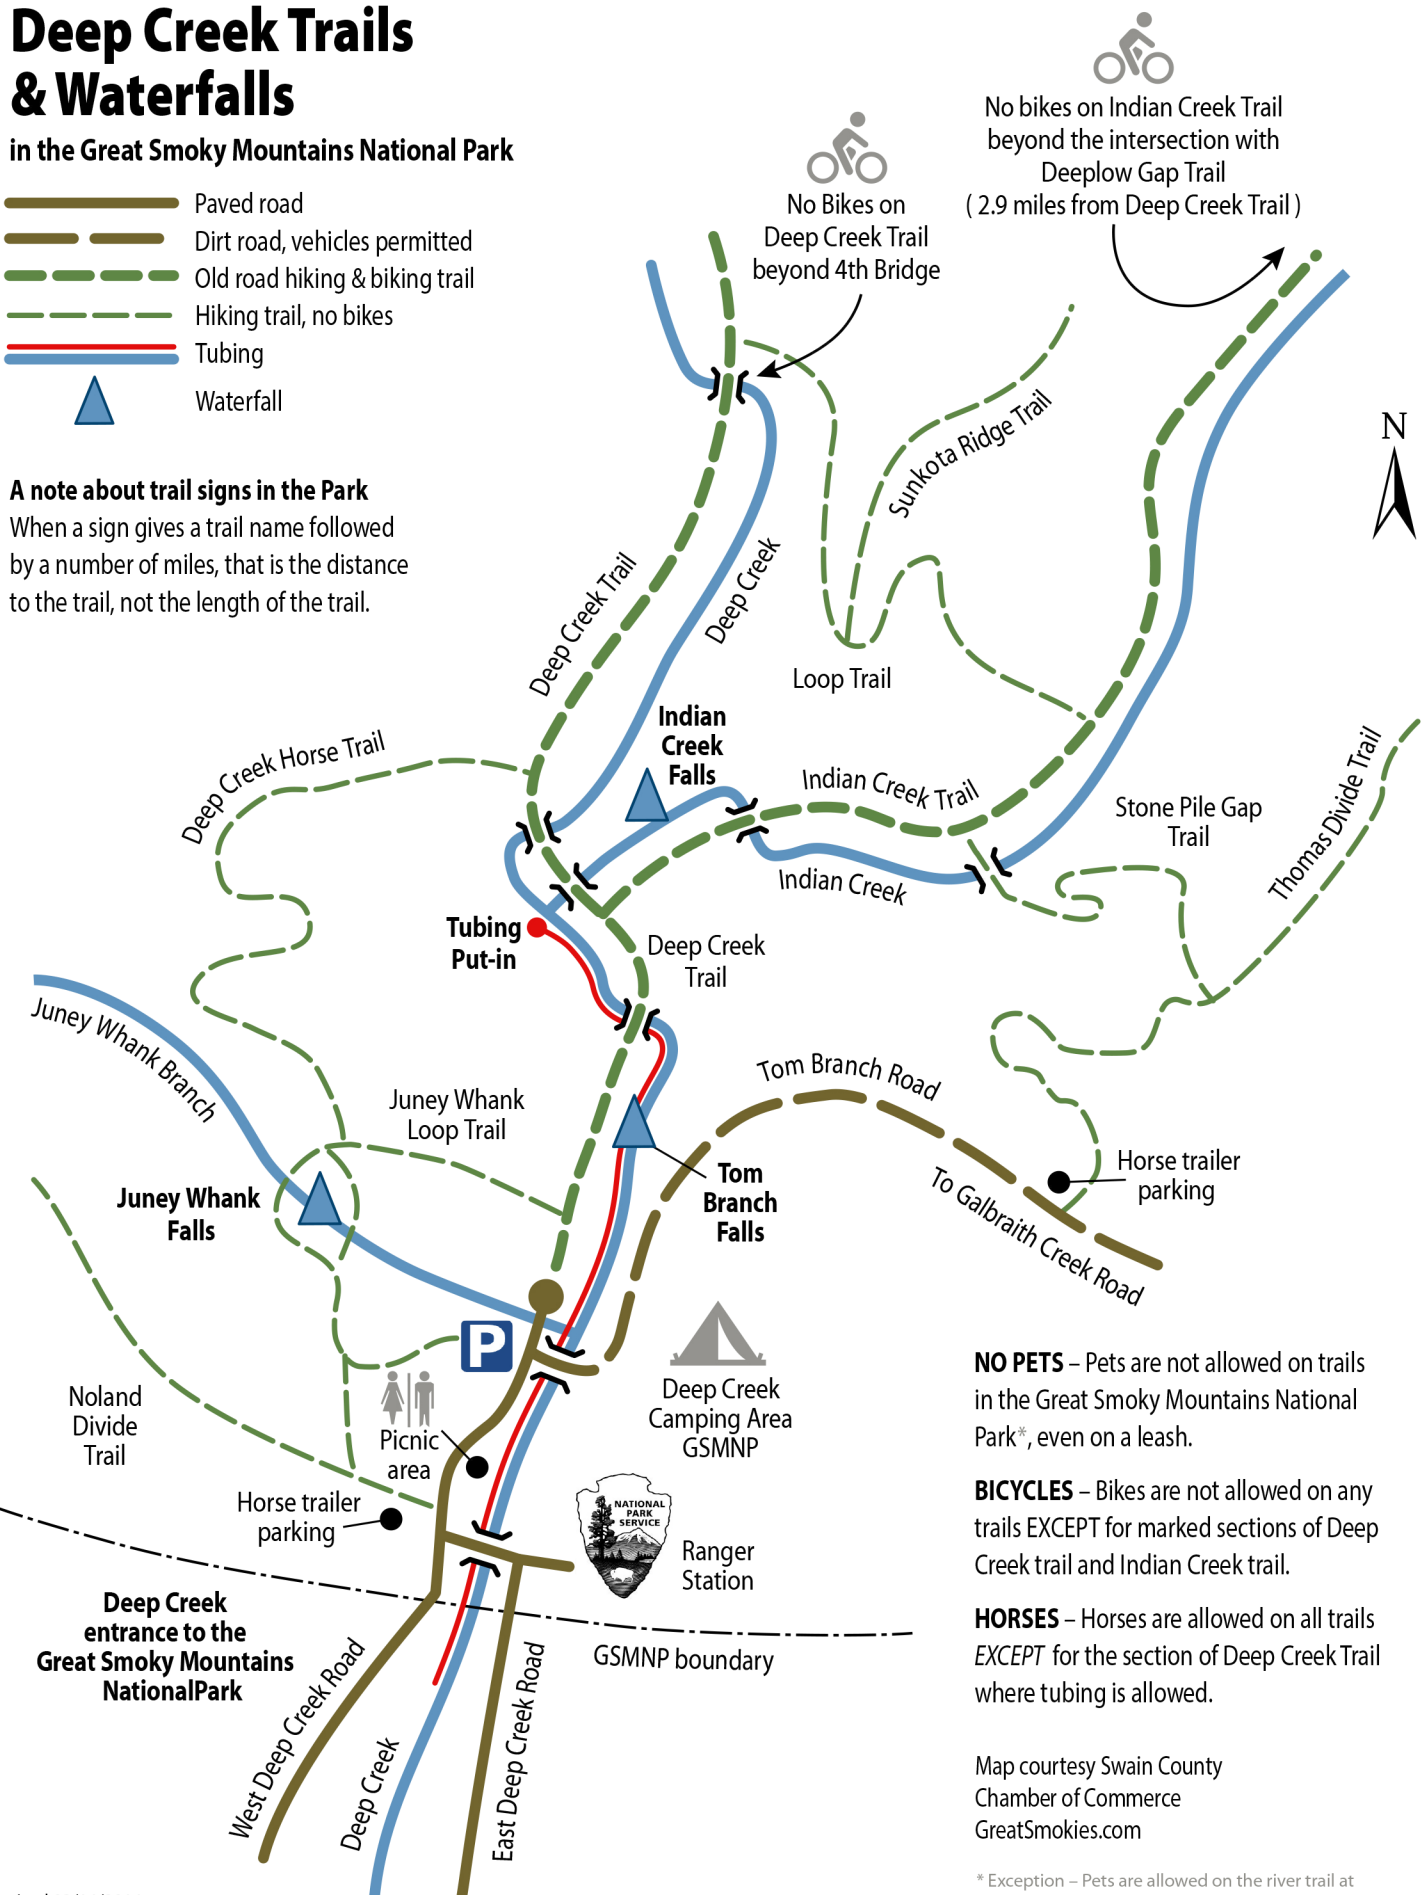 Deep Creek Trails
& Waterfalls
in the Great Smoky Mountains National Park
Paved road
Dirt road, vehicles permitted
Old road hiking & biking trail
Hiking trail, no bikes
Tubing
Waterfall
A note about trail signs in the Park
When a sign gives a trail name followed
by a number of miles, that is the distance
to the trail, not the length of the trail.
No Bikes on
Deep Creek Trail
beyond 4th Bridge
No bikes on Indian Creek Trail
beyond the intersection with
Deeplow Gap Trail
( 2.9 miles from Deep Creek Trail )
N
Sunkota Ridge Trail
Deep Creek Trail
Deep Creek
Loop Trail
Indian
Creek
Falls
Deep Creek Horse Trail
Indian Creek Trail
Stone Pile Gap
Trail
Thomas Divide Trail
Indian Creek
Tubing
Put-in
Deep Creek
Trail
Juney Whank Branch
Tom Branch Road
Juney Whank
Loop Trail
Juney Whank
Falls
Tom
Branch
Falls
Horse trailer
parking
To Galbraith Creek Road
P
Deep Creek
Camping Area
GSMNP
Noland
Divide
Trail
Picnic
area
Horse trailer
parking
NATIONAL
PARK
SERVICE
Ranger
Station
Deep Creek
entrance to the
Great Smoky Mountains
NationalPark
GSMNP boundary
West Deep Creek Road
Deep Creek
East Deep Creek Road
NO PETS – Pets are not allowed on trails
in the Great Smoky Mountains National
Park*, even on a leash.
BICYCLES – Bikes are not allowed on any
trails EXCEPT for marked sections of Deep
Creek trail and Indian Creek trail.
HORSES – Horses are allowed on all trails
EXCEPT for the section of Deep Creek Trail
where tubing is allowed.
Map courtesy Swain County
Chamber of Commerce
GreatSmokies.com
* Exception – Pets are allowed on the river trail at